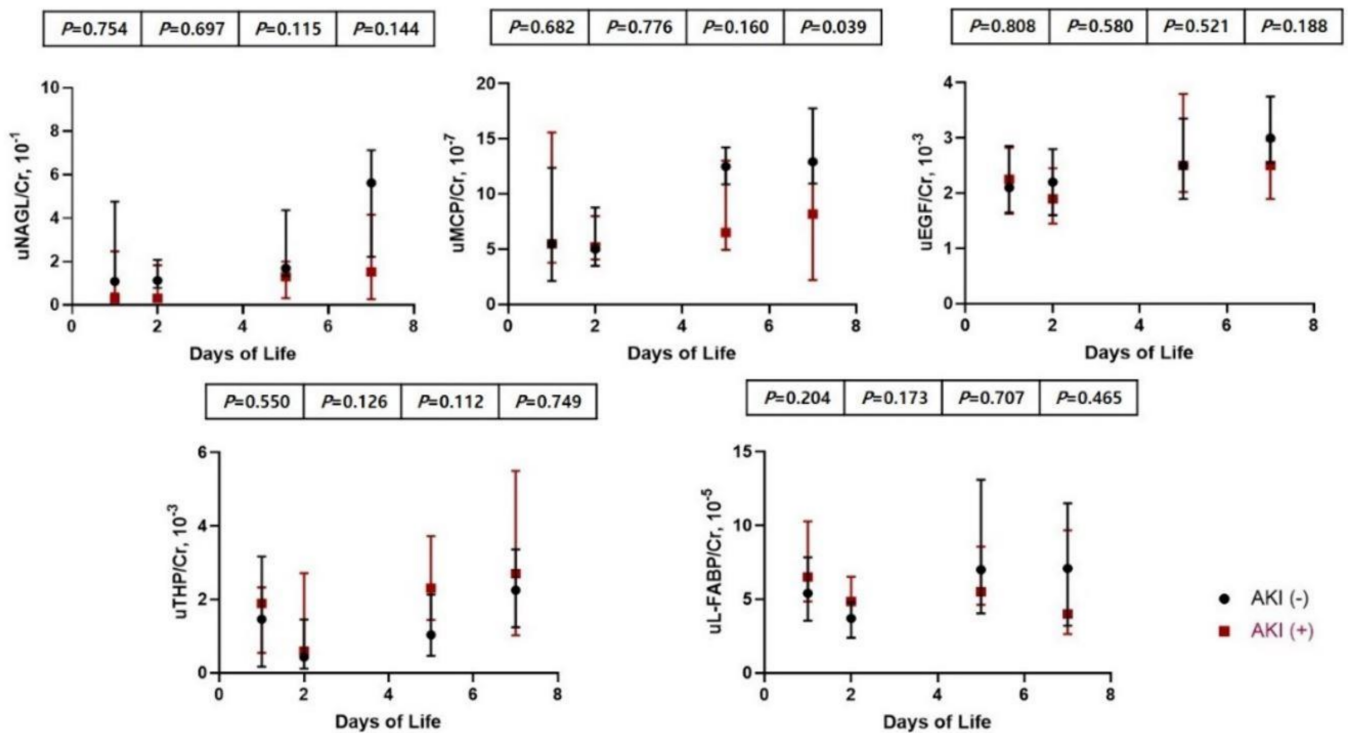 P=0.754 P=0.697 P=0.115 P=0.144
P=0.682 P=0.776 P=0.160 P=0.039
P=0.808 P=0.580 P=0.521 P=0.188
uNAGL/Cr, 10⁻¹
10
8
6
4
2
0
0 2 4 6 8
Days of Life
uMCP/Cr, 10⁻⁷
20
15
10
5
0
0 2 4 6 8
Days of Life
uEGF/Cr, 10⁻³
4
3
2
1
0
0 2 4 6 8
Days of Life
P=0.550 P=0.126 P=0.112 P=0.749
P=0.204 P=0.173 P=0.707 P=0.465
uTHP/Cr, 10⁻³
6
4
2
0
0 2 4 6 8
Days of Life
uL-FABP/Cr, 10⁻⁵
15
10
5
0
0 2 4 6 8
Days of Life
AKI (-)
AKI (+)